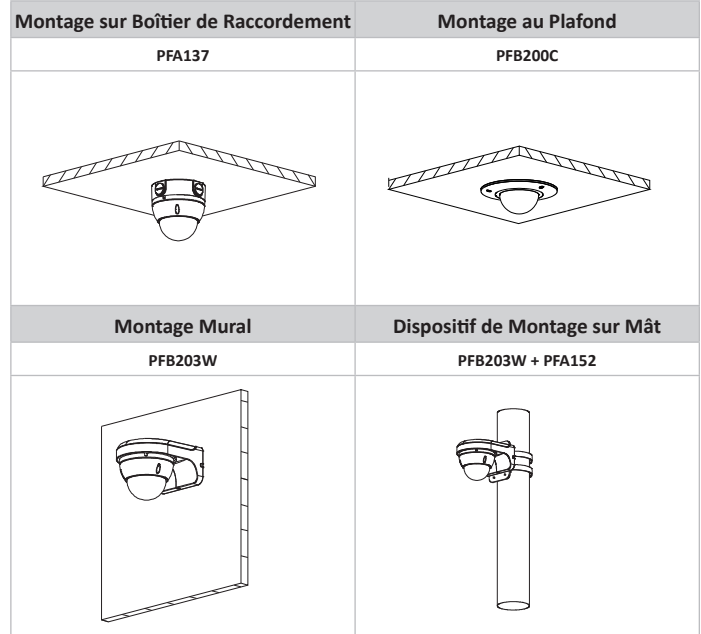 Montage sur Boîtier de Raccordement
Montage au Plafond
PFA137
PFB200C
Montage Mural
Dispositif de Montage sur Mât
PFB203W
PFB203W + PFA152